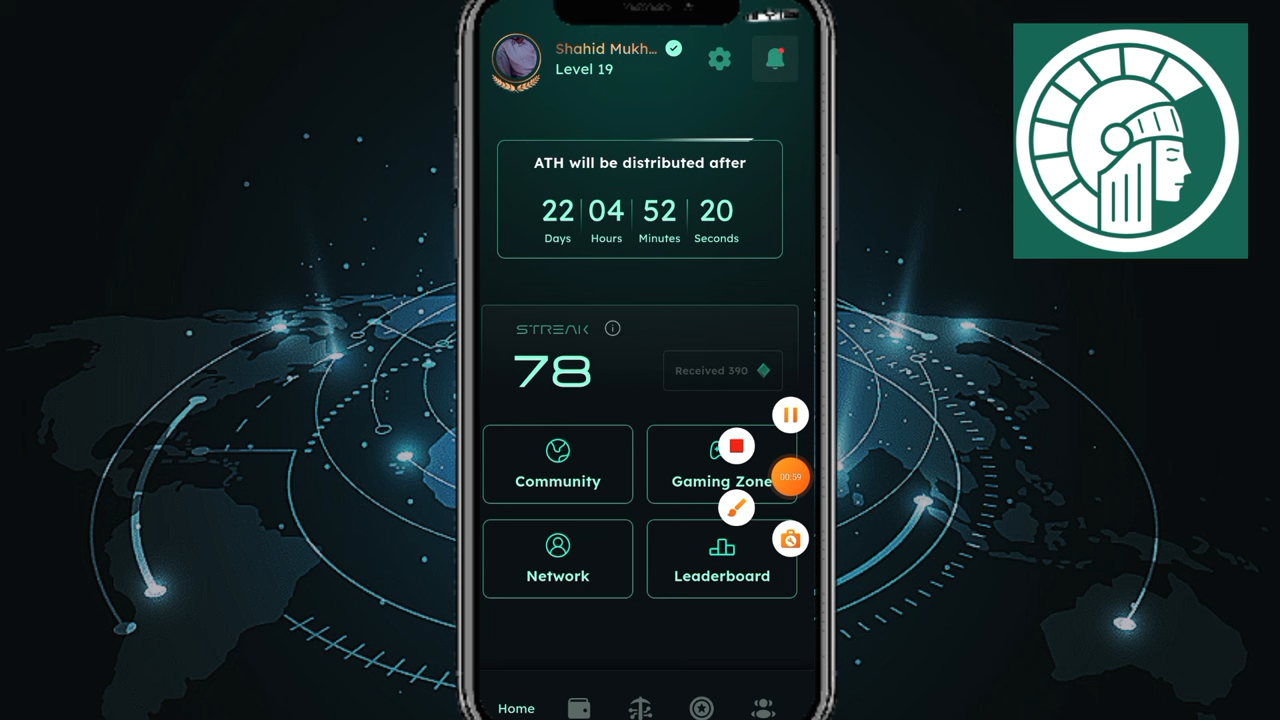 Shahid Mukh...
Level 19
ATH will be distributed after
22 04 52 20
Days Hours Minutes Seconds
STREAK
78
Received 390
Community
Gaming Zone
00:59
Network
Leaderboard
Home